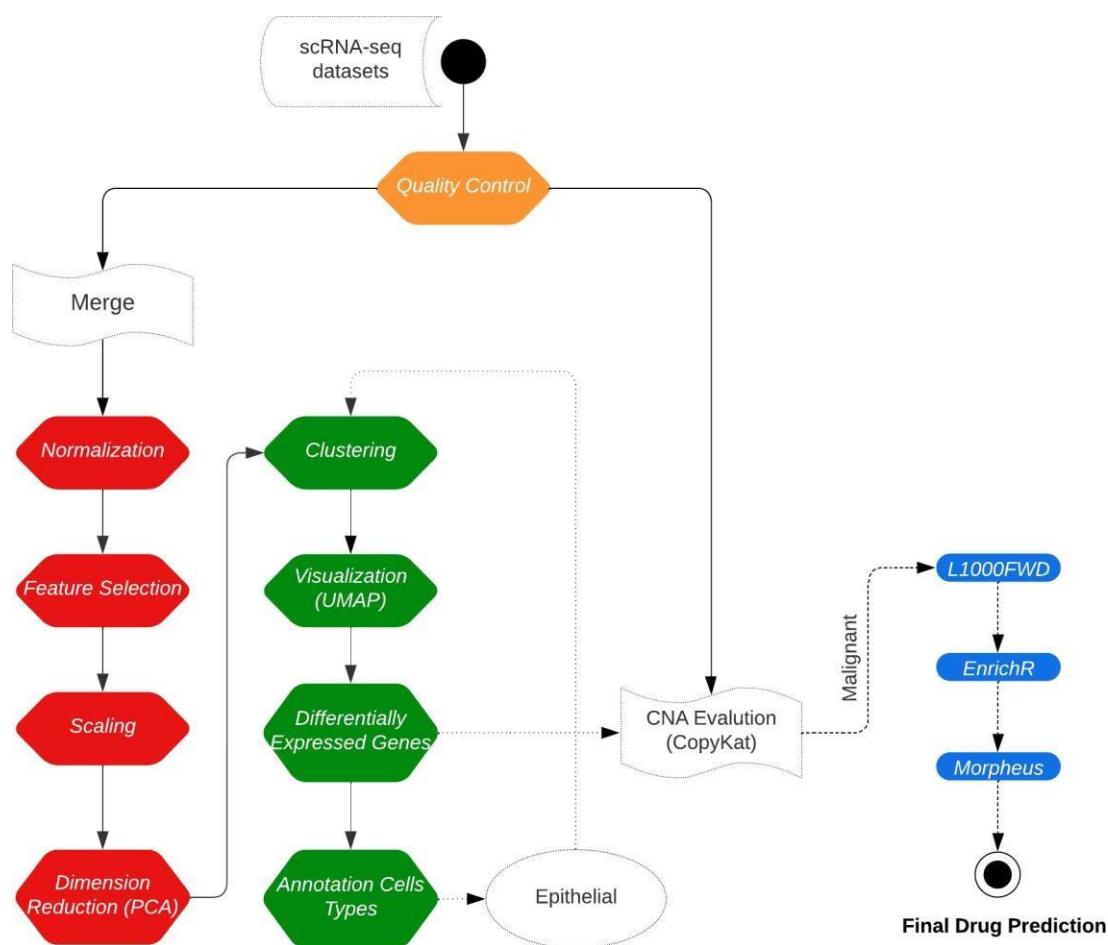 scRNA-seq
datasets
Quality Control
Merge
Normalization
Feature Selection
Scaling
Dimension
Reduction (PCA)
Clustering
Visualization
(UMAP)
Differentially
Expressed Genes
Annotation Cells
Types
Epithelial
CNA Evalution
(CopyKat)
Malignant
L1000FWD
EnrichR
Morpheus
Final Drug Prediction